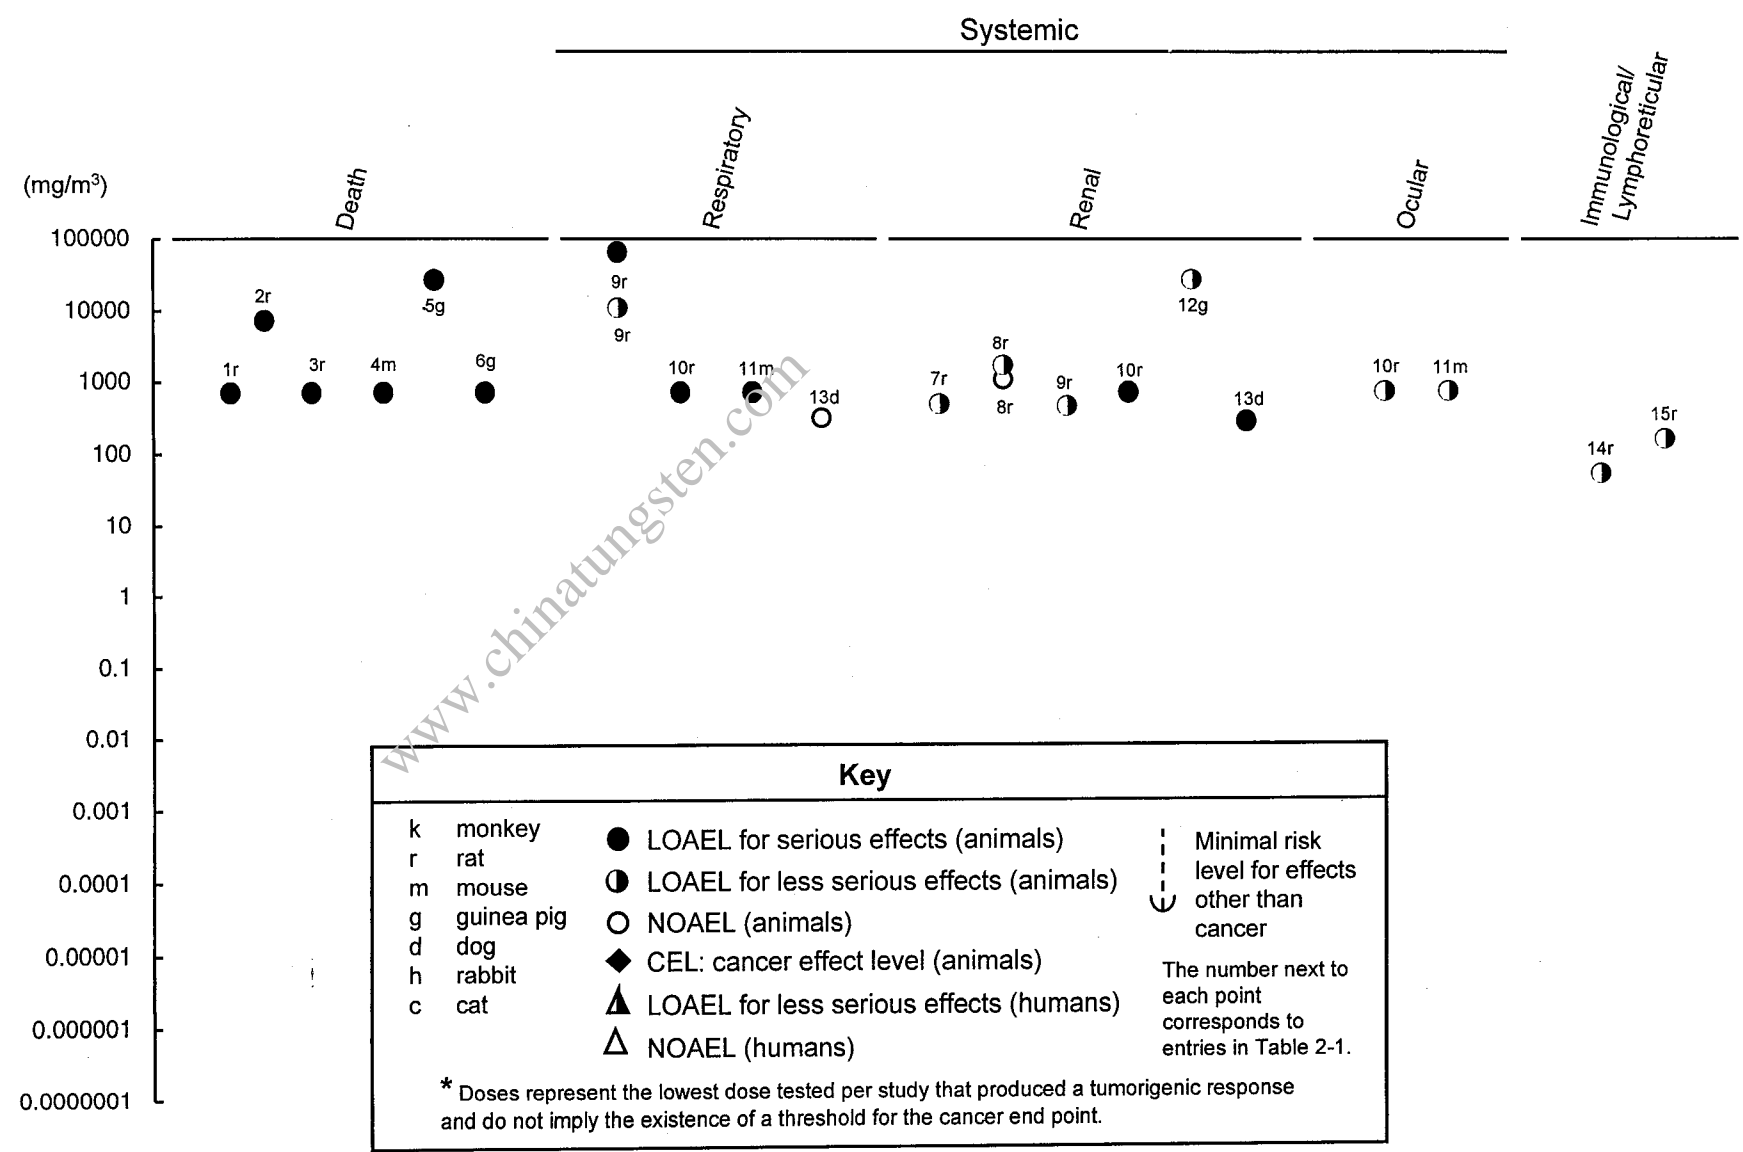 Systemic
Immunological/
Lymphoreticular
Respiratory
Death
Renal
Ocular
(mg/m³)
100000
10000
1000
100
10
1
0.1
0.01
0.001
0.0001
0.00001
0.000001
0.0000001
1r
2r
3r
4m
5g
6g
9r
9r
10r
11m
13d
7r
8r
8r
9r
10r
12g
13d
10r
11m
14r
15r
www.chinatungsten.com
Key
k monkey
r rat
m mouse
g guinea pig
d dog
h rabbit
c cat
LOAEL for serious effects (animals)
LOAEL for less serious effects (animals)
NOAEL (animals)
CEL: cancer effect level (animals)
LOAEL for less serious effects (humans)
NOAEL (humans)
Minimal risk
level for effects
other than
cancer
The number next to
each point
corresponds to
entries in Table 2-1.
* Doses represent the lowest dose tested per study that produced a tumorigenic response
and do not imply the existence of a threshold for the cancer end point.